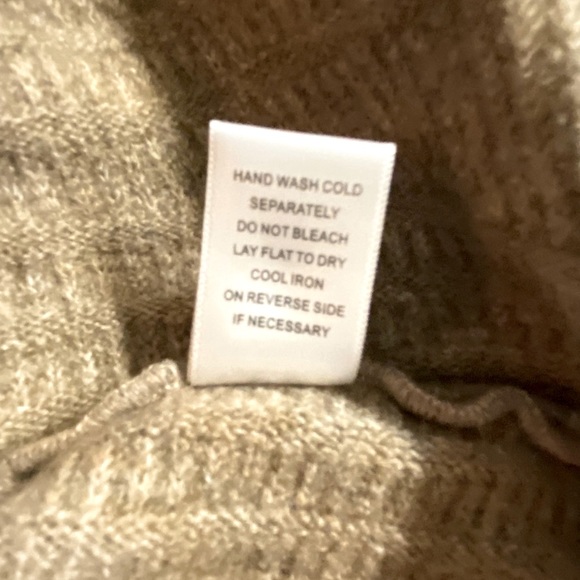 HAND WASH COLD
SEPARATELY
DO NOT BLEACH
LAY FLAT TO DRY
COOL IRON
ON REVERSE SIDE
IF NECESSARY